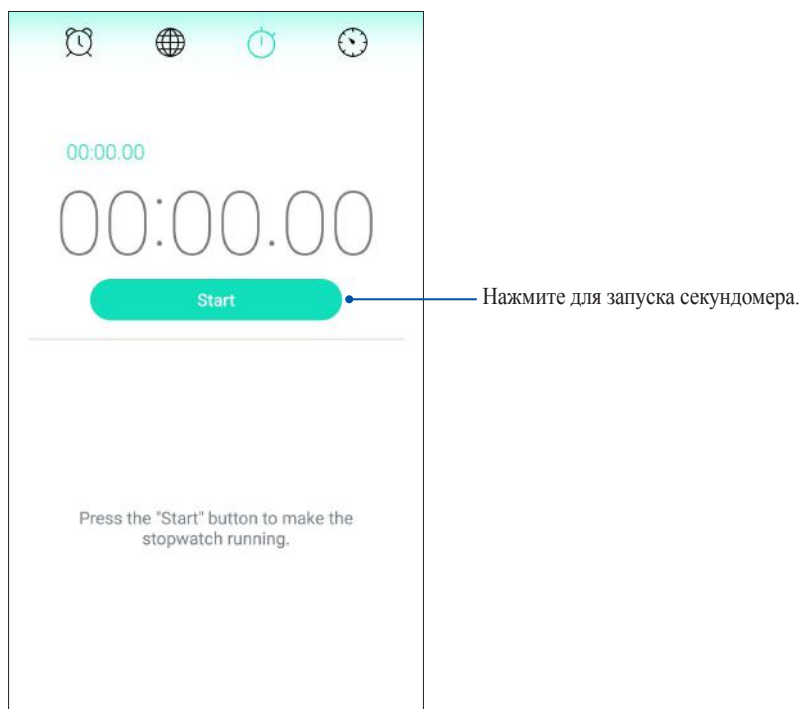 00:00.00
00:00.00
Start
Нажмите для запуска секундомера.
Press the "Start" button to make the
stopwatch running.